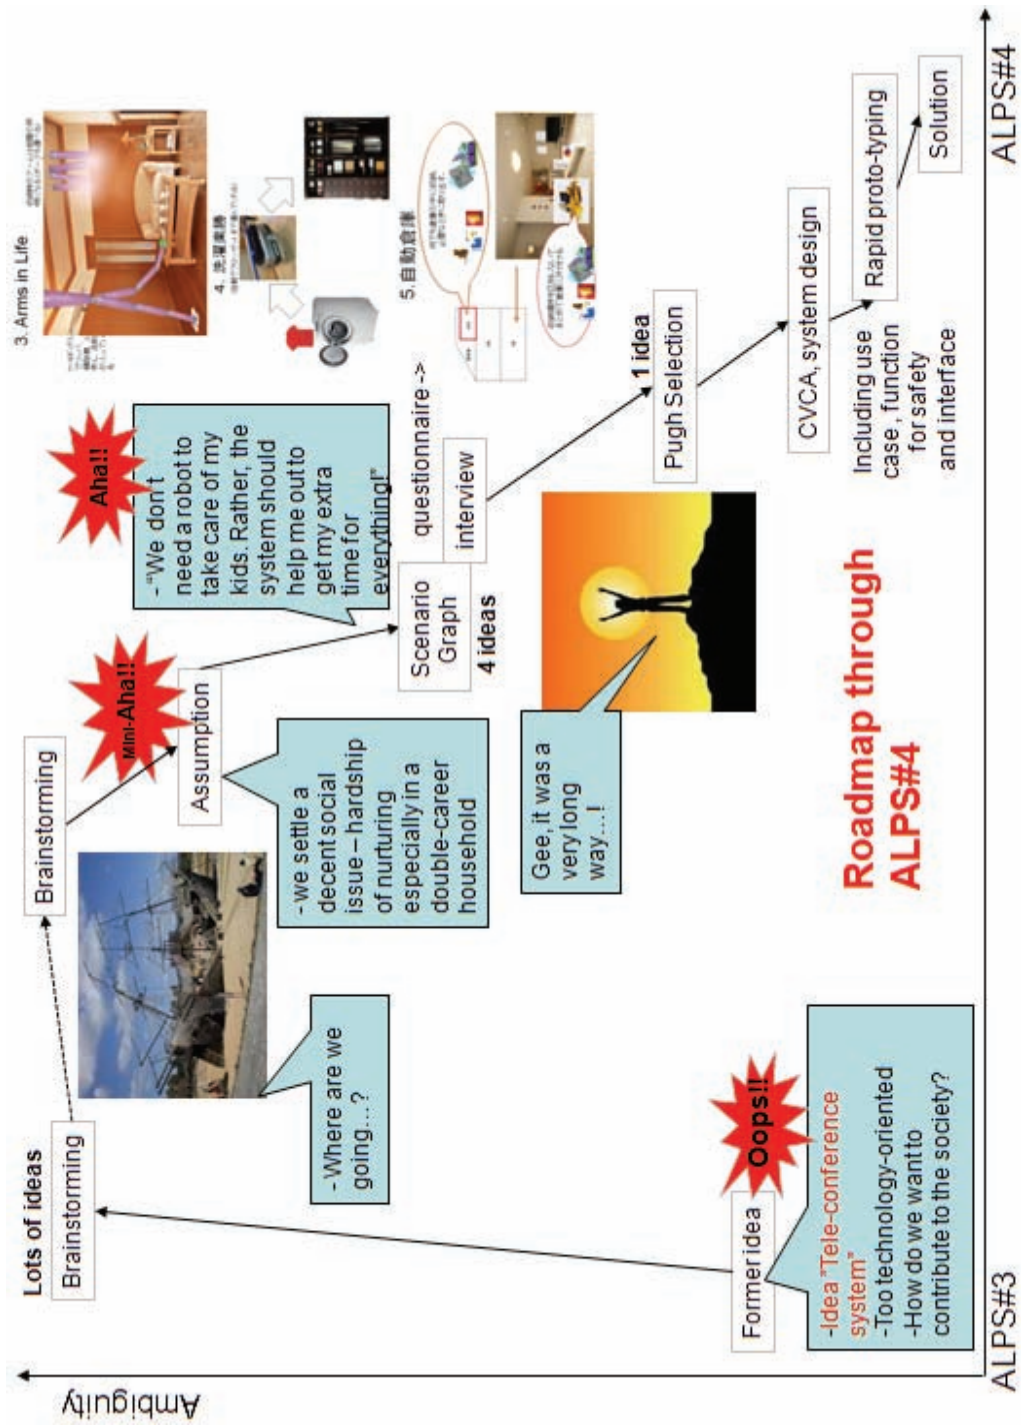 Ambiguity
Lots of ideas
Brainstorming
Brainstorming
Mini-Aha!!
Assumption
- we settle a
decent social
issue – hardship
of nurturing
especially in a
double-career
household
- Where are we
going…?
Aha!!
- “We don't
need a robot to
take care of my
kids. Rather, the
system should
help me out to
get my extra
time for
everything!”
Scenario
Graph
4 ideas
questionnaire ->
interview
3. Arms in Life
4. 洗濯楽勝
5.自動倉庫
Gee, it was a
very long
way…!
1 idea
Pugh Selection
CVCA, system design
Including use
case , function
for safety
and interface
Rapid proto-typing
Solution
Former idea
Oops!!
-Idea "Tele-conference
system"
-Too technology-oriented
-How do we want to
contribute to the society?
Roadmap through
ALPS#4
ALPS#3
ALPS#4